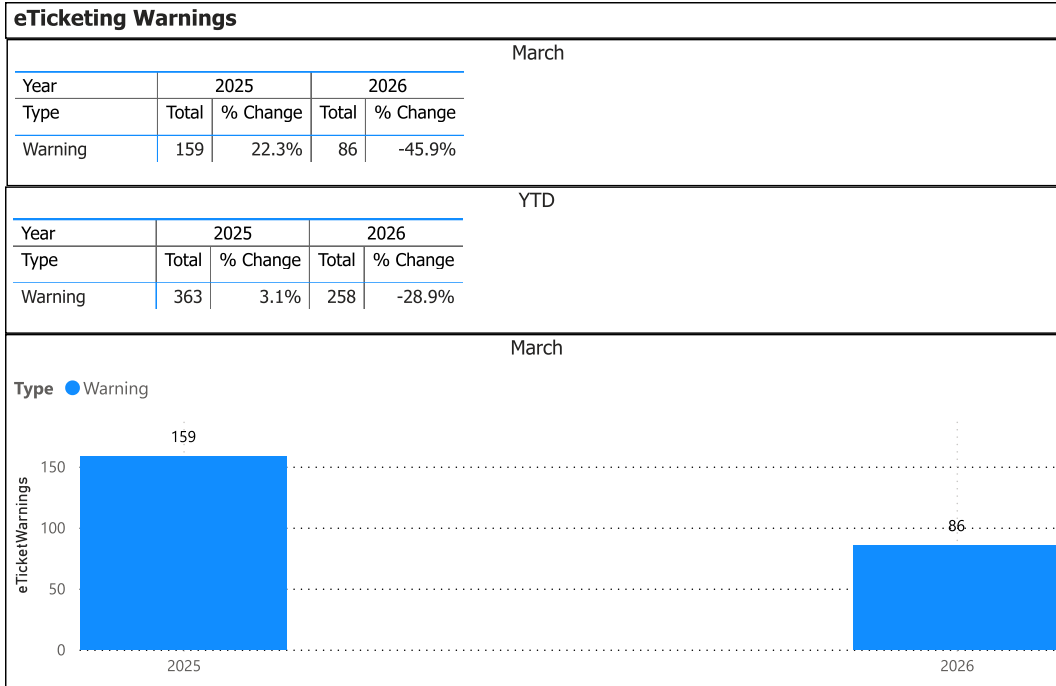 eTicketing Warnings
March
Year 2025 2026
Type Total % Change Total % Change
Warning 159 22.3% 86 -45.9%
YTD
Year 2025 2026
Type Total % Change Total % Change
Warning 363 3.1% 258 -28.9%
March
Type Warning
159
150
eTicketWarnings
100
86
50
0
2025 2026